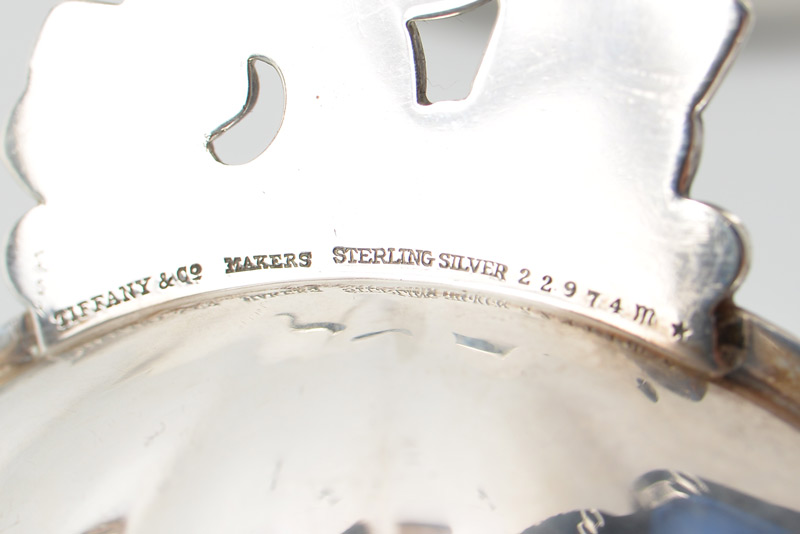 TIFFANY & Co MAKERS STERLING SILVER 22974 m ★